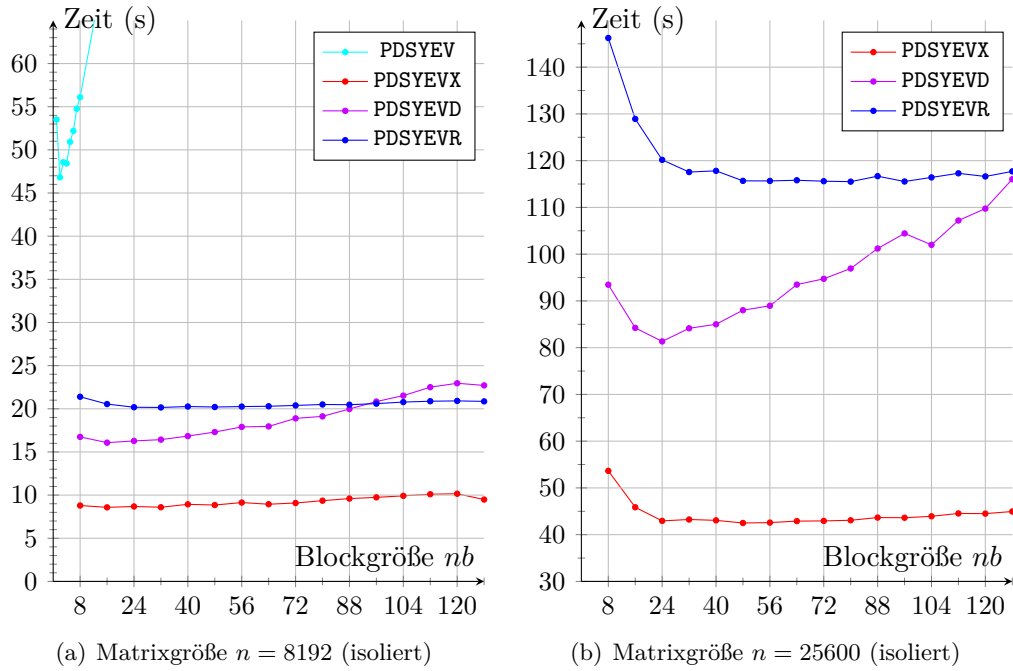 Zeit (s)
60
55
50
45
40
35
30
25
20
15
10
5
0
8 24 40 56 72 88 104 120
Blockgröße nb
PDSYEV
PDSYEVX
PDSYEVD
PDSYEVR
(a) Matrixgröße n = 8192 (isoliert)
Zeit (s)
140
130
120
110
100
90
80
70
60
50
40
30
8 24 40 56 72 88 104 120
Blockgröße nb
PDSYEVX
PDSYEVD
PDSYEVR
(b) Matrixgröße n = 25600 (isoliert)